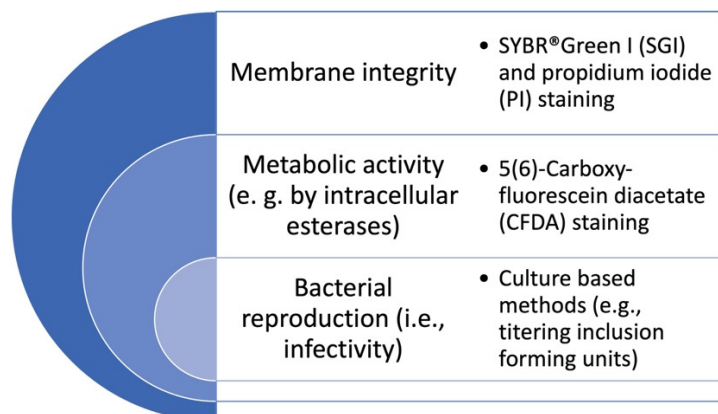 Membrane integrity
• SYBR®Green I (SGI)
and propidium iodide
(PI) staining
Metabolic activity
(e. g. by intracellular
esterases)
• 5(6)-Carboxy-
fluorescein diacetate
(CFDA) staining
Bacterial
reproduction (i.e.,
infectivity)
• Culture based
methods (e.g.,
titering inclusion
forming units)